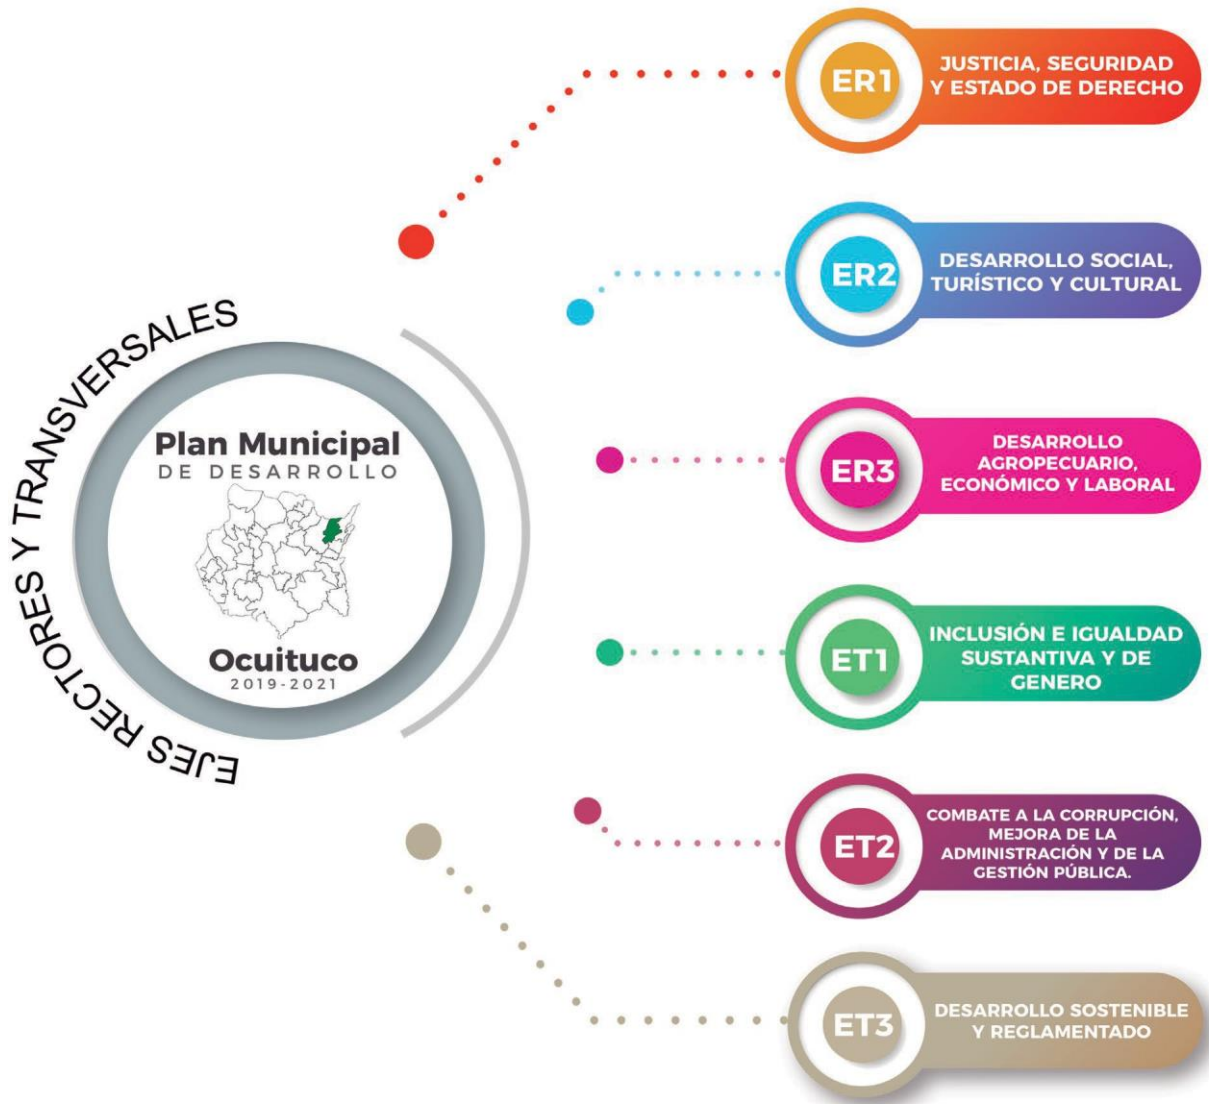 EJES RECTORES Y TRANSVERSALES
Plan Municipal
DE DESARROLLO
Ocuituco
2019-2021
ER1
JUSTICIA, SEGURIDAD
Y ESTADO DE DERECHO
ER2
DESARROLLO SOCIAL,
TURÍSTICO Y CULTURAL
ER3
DESARROLLO
AGROPECUARIO,
ECONÓMICO Y LABORAL
ET1
INCLUSIÓN E IGUALDAD
SUSTANTIVA Y DE
GENERO
ET2
COMBATE A LA CORRUPCIÓN,
MEJORA DE LA
ADMINISTRACIÓN Y DE LA
GESTIÓN PÚBLICA.
ET3
DESARROLLO SOSTENIBLE
Y REGLAMENTADO